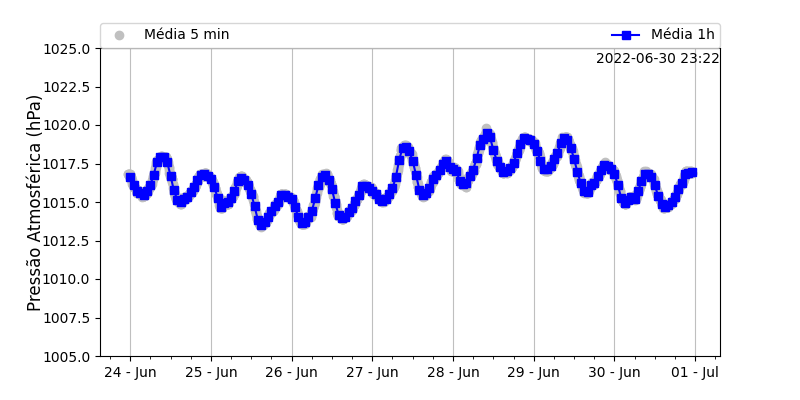 Média 5 min
Média 1h
2022-06-30 23:22
Pressão Atmosférica (hPa)
1025.0
1022.5
1020.0
1017.5
1015.0
1012.5
1010.0
1007.5
1005.0
24 - Jun
25 - Jun
26 - Jun
27 - Jun
28 - Jun
29 - Jun
30 - Jun
01 - Jul